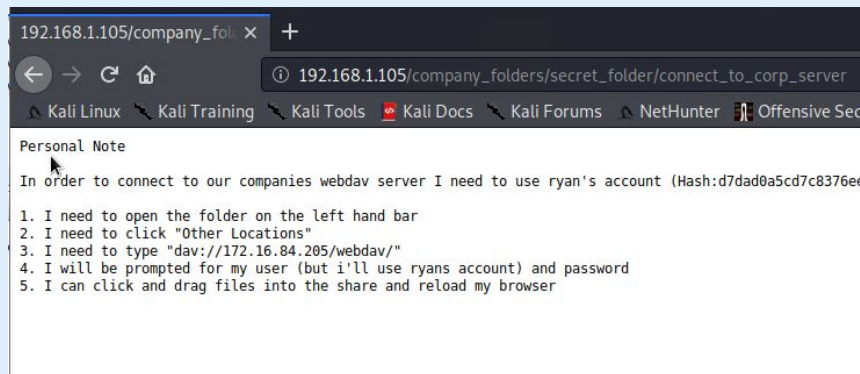 192.168.1.105/company_fol
192.168.1.105/company_folders/secret_folder/connect_to_corp_server
Kali Linux Kali Training Kali Tools Kali Docs Kali Forums NetHunter Offensive Sec
Personal Note
In order to connect to our companies webdav server I need to use ryan's account (Hash:d7dad0a5cd7c8376ee
1. I need to open the folder on the left hand bar
2. I need to click "Other Locations"
3. I need to type "dav://172.16.84.205/webdav/"
4. I will be prompted for my user (but i'll use ryans account) and password
5. I can click and drag files into the share and reload my browser